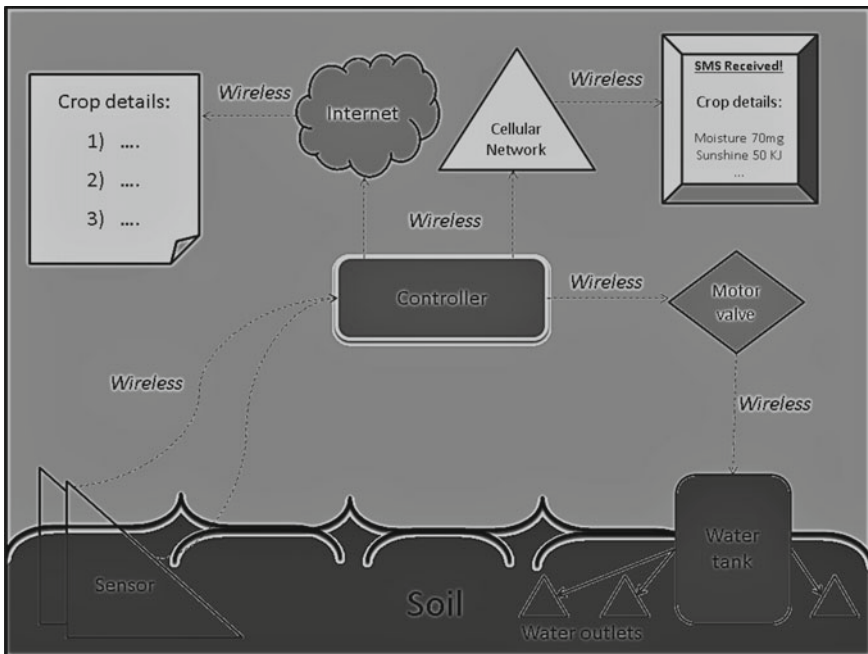 Crop details:
1) ....
2) ....
3) ....
Wireless
Internet
Cellular
Network
Wireless
SMS Received!
Crop details:
Moisture 70mg
Sunshine 50 KJ
...
Wireless
Controller
Wireless
Motor
valve
Wireless
Wireless
Sensor
Soil
Water
tank
Water outlets